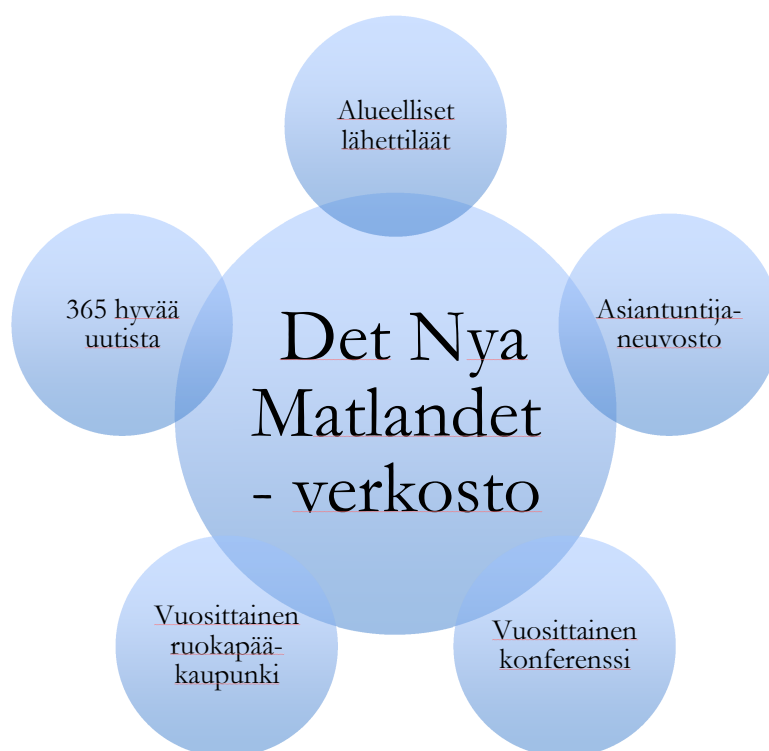 Alueelliset
lähettiläät
365 hyvää
uutista
Asiantuntija-
neuvosto
Det Nya
Matlandet
- verkosto
Vuosittainen
ruokapää-
kaupunki
Vuosittainen
konferenssi